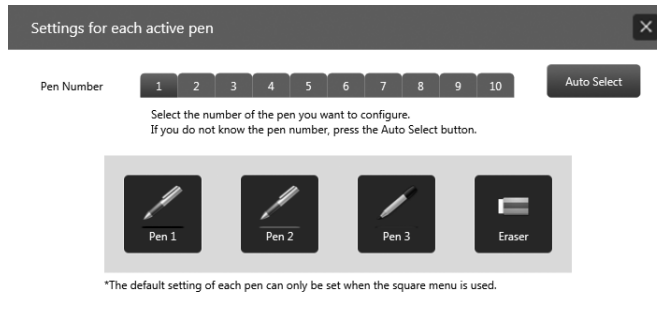 Settings for each active pen
Pen Number 1 2 3 4 5 6 7 8 9 10 Auto Select
Select the number of the pen you want to configure.
If you do not know the pen number, press the Auto Select button.
Pen 1 Pen 2 Pen 3 Eraser
*The default setting of each pen can only be set when the square menu is used.